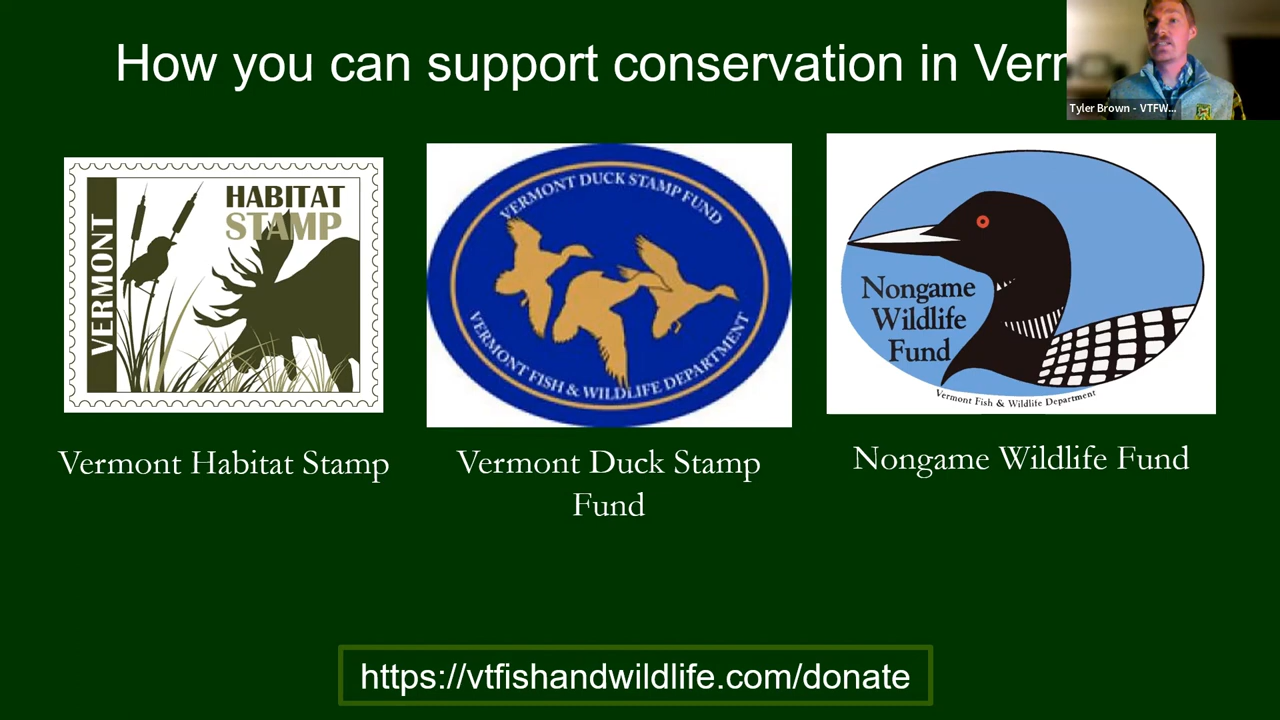 How you can support conservation in Verm
Tyler Brown - VTFW...
VERMONT
HABITAT
STAMP
VERMONT DUCK STAMP FUND
VERMONT FISH & WILDLIFE DEPARTMENT
Nongame
Wildlife
Fund
Vermont Fish & Wildlife Department
Vermont Habitat Stamp
Vermont Duck Stamp
Fund
Nongame Wildlife Fund
https://vtfishandwildlife.com/donate